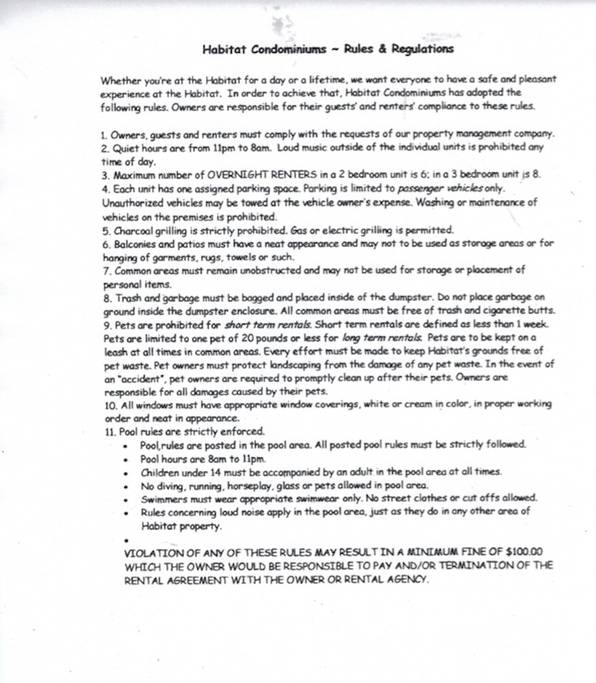 Habitat Condominiums ~ Rules & Regulations
Whether you're at the Habitat for a day or a lifetime, we want everyone to have a safe and pleasant
experience at the Habitat. In order to achieve that, Habitat Condominiums has adopted the
following rules. Owners are responsible for their guests' and renters' compliance to these rules.
1. Owners, guests and renters must comply with the requests of our property management company.
2. Quiet hours are from 11pm to 8am. Loud music outside of the individual units is prohibited any
time of day.
3. Maximum number of OVERNIGHT RENTERS in a 2 bedroom unit is 6; in a 3 bedroom unit is 8.
4. Each unit has one assigned parking space. Parking is limited to passenger vehicles only.
Unauthorized vehicles may be towed at the vehicle owner's expense. Washing or maintenance of
vehicles on the premises is prohibited.
5. Charcoal grilling is strictly prohibited. Gas or electric grilling is permitted.
6. Balconies and patios must have a neat appearance and may not to be used as storage areas or for
hanging of garments, rugs, towels or such.
7. Common areas must remain unobstructed and may not be used for storage or placement of
personal items.
8. Trash and garbage must be bagged and placed inside of the dumpster. Do not place garbage on
ground inside the dumpster enclosure. All common areas must be free of trash and cigarette butts.
9. Pets are prohibited for short term rentals. Short term rentals are defined as less than 1 week.
Pets are limited to one pet of 20 pounds or less for long term rentals. Pets are to be kept on a
leash at all times in common areas. Every effort must be made to keep Habitat's grounds free of
pet waste. Pet owners must protect landscaping from the damage of any pet waste. In the event of
an "accident", pet owners are required to promptly clean up after their pets. Owners are
responsible for all damages caused by their pets.
10. All windows must have appropriate window coverings, white or cream in color, in proper working
order and neat in appearance.
11. Pool rules are strictly enforced.
• Pool rules are posted in the pool area. All posted pool rules must be strictly followed.
• Pool hours are 8am to 11pm.
• Children under 14 must be accompanied by an adult in the pool area at all times.
• No diving, running, horseplay, glass or pets allowed in pool area.
• Swimmers must wear appropriate swimwear only. No street clothes or cut offs allowed.
• Rules concerning loud noise apply in the pool area, just as they do in any other area of
Habitat property.
•
VIOLATION OF ANY OF THESE RULES MAY RESULT IN A MINIMUM FINE OF $100.00
WHICH THE OWNER WOULD BE RESPONSIBLE TO PAY AND/OR TERMINATION OF THE
RENTAL AGREEMENT WITH THE OWNER OR RENTAL AGENCY.